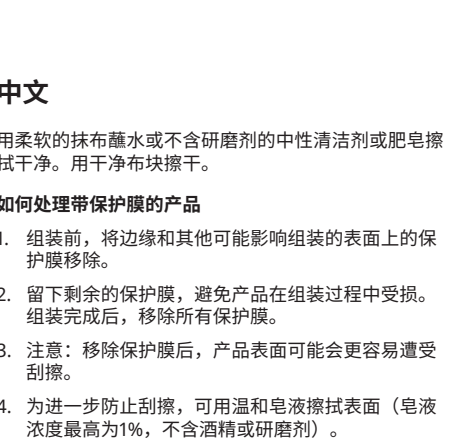 中文
用柔软的抹布蘸水或不含研磨剂的中性清洁剂或肥皂擦
拭干净。用干净布块擦干。
如何处理带保护膜的产品
1. 组装前，将边缘和其他可能影响组装的表面上的保
护膜移除。
2. 留下剩余的保护膜，避免产品在组装过程中受损。
组装完成后，移除所有保护膜。
3. 注意：移除保护膜后，产品表面可能会更容易遭受
刮擦。
4. 为进一步防止刮擦，可用温和皂液擦拭表面（皂液
浓度最高为1%，不含酒精或研磨剂）。